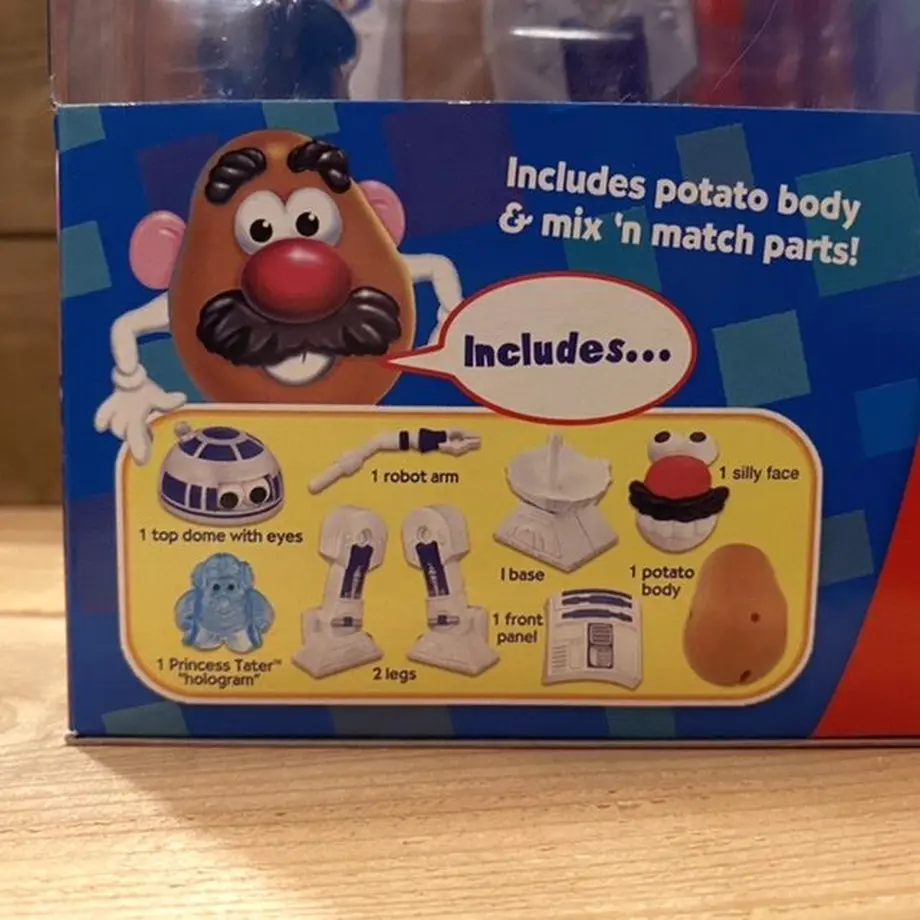 Includes potato body
& mix 'n match parts!
Includes...
1 top dome with eyes
1 robot arm
1 base
1 silly face
1 Princess Tater™
"hologram"
2 legs
1 front
panel
1 potato
body